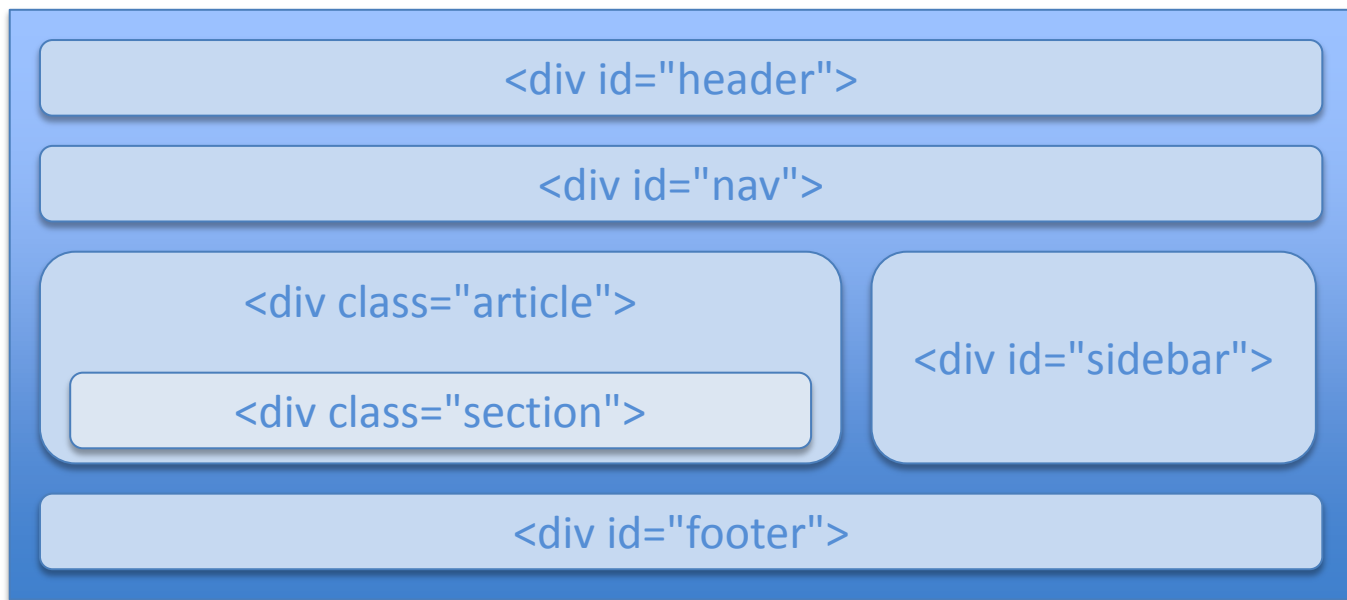 <div id="header">
<div id="nav">
<div class="article">
<div class="section">
<div id="sidebar">
<div id="footer">